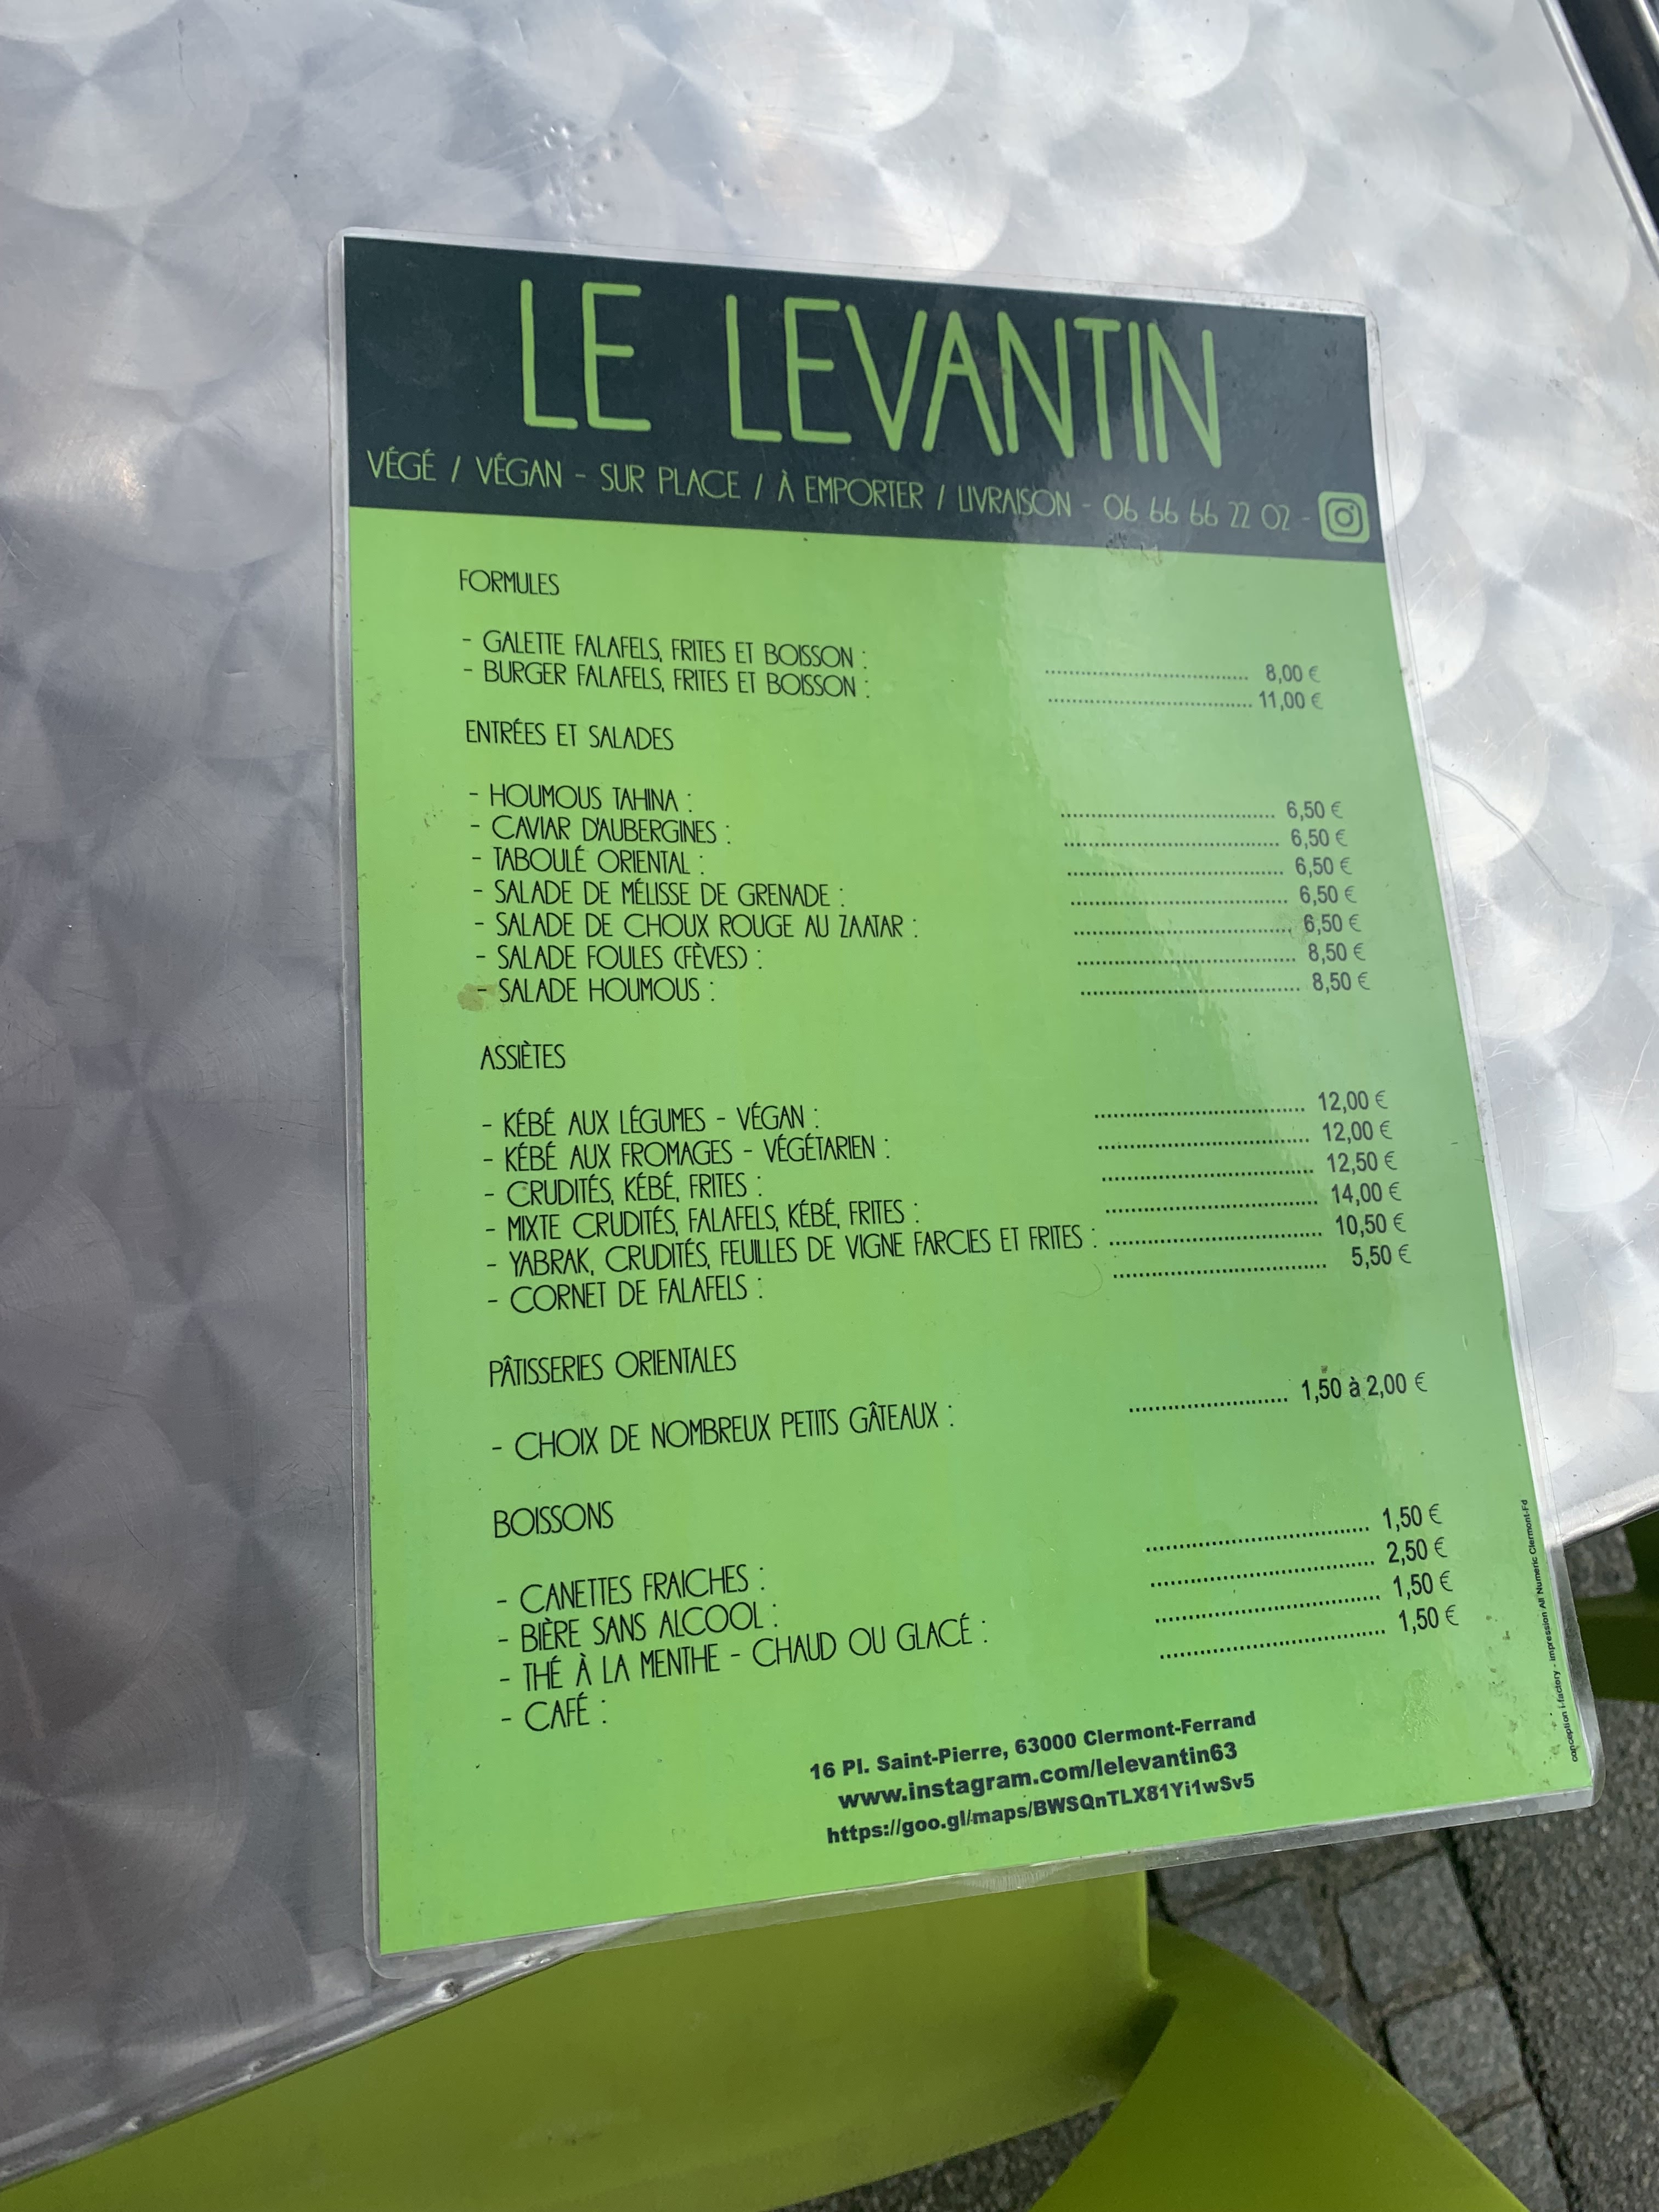 LE LEVANTIN
VÉGÉ / VÉGAN - SUR PLACE / À EMPORTER / LIVRAISON - 06 66 66 22 02 -
FORMULES
- GALETTE FALAFELS, FRITES ET BOISSON : ........ 8,00 €
- BURGER FALAFELS, FRITES ET BOISSON : ........ 11,00 €
ENTRÉES ET SALADES
- HOUMOUS TAHINA : ........ 6,50 €
- CAVIAR D'AUBERGINES : ........ 6,50 €
- TABOULÉ ORIENTAL : ........ 6,50 €
- SALADE DE MÉLISSE DE GRENADE : ........ 6,50 €
- SALADE DE CHOUX ROUGE AU ZAATAR : ........ 6,50 €
- SALADE FOULES (FÈVES) : ........ 8,50 €
- SALADE HOUMOUS : ........ 8,50 €
ASSIÈTES
- KÉBÉ AUX LÉGUMES - VÉGAN : ........ 12,00 €
- KÉBÉ AUX FROMAGES - VÉGÉTARIEN : ........ 12,00 €
- CRUDITÉS, KÉBÉ, FRITES : ........ 12,50 €
- MIXTE CRUDITÉS, FALAFELS, KÉBÉ, FRITES : ........ 14,00 €
- YABRAK, CRUDITÉS, FEUILLES DE VIGNE FARCIES ET FRITES : ........ 10,50 €
- CORNET DE FALAFELS : ........ 5,50 €
PÂTISSERIES ORIENTALES
- CHOIX DE NOMBREUX PETITS GÂTEAUX : ........ 1,50 à 2,00 €
BOISSONS
- CANETTES FRAICHES : ........ 1,50 €
- BIÈRE SANS ALCOOL : ........ 2,50 €
- THÉ À LA MENTHE - CHAUD OU GLACÉ : ........ 1,50 €
- CAFÉ : ........ 1,50 €
16 Pl. Saint-Pierre, 63000 Clermont-Ferrand
www.instagram.com/lelevantin63
https://goo.gl/maps/BWSQnTLX81Yi1wSv5
conception i-factory - impression All Numeric Clermont-Fd